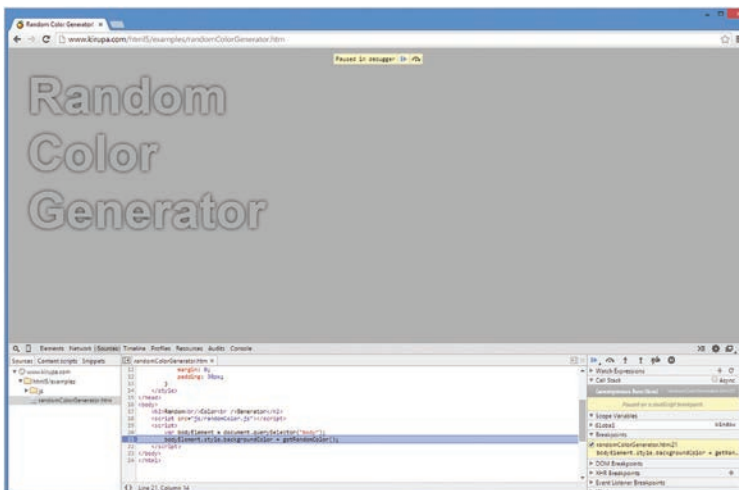 Random Color Generator! ×
www.kirupa.com/html5/examples/randomColorGenerator.htm
Paused in debugger
Random
Color
Generator
Elements Network Sources Timeline Profiles Resources Audits Console
Sources Content scripts Snippets
randomColorGenerator.htm ×
www.kirupa.com
html5/examples
js
randomColorGenerator.htm
margin: 0;
padding: 50px;
}
</style>
</head>
<body>
<h1>Random<br/>Color<br />Generator</h1>
<script src="js/randomColor.js"></script>
<script>
var bodyElement = document.querySelector("body");
21 bodyElement.style.backgroundColor = getRandomColor();
</script>
</body>
</html>
{} Line 21, Column 14
Watch Expressions
Call Stack Async
Paused on a JavaScript breakpoint.
Scope Variables
Global Window
Breakpoints
randomColorGenerator.htm:21
bodyElement.style.backgroundColor = getRan...
DOM Breakpoints
XHR Breakpoints
Event Listener Breakpoints